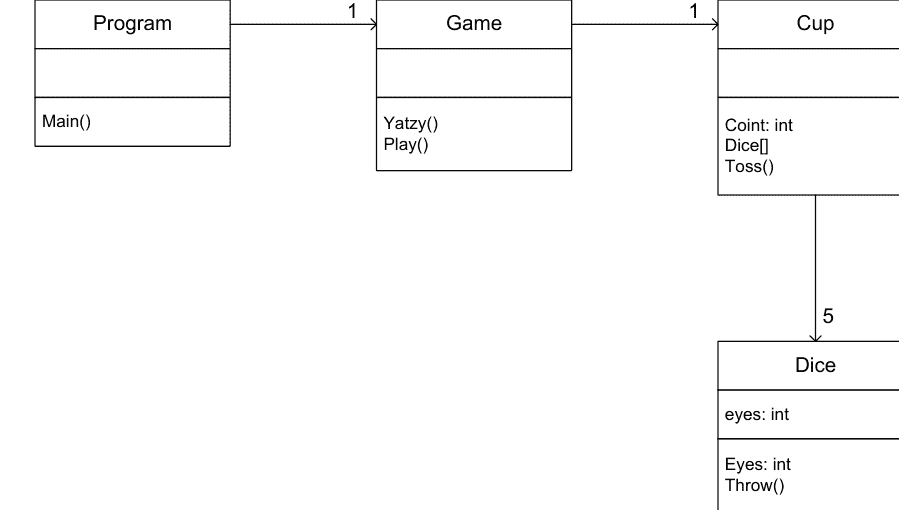 Program
Main()
1
Game
Yatzy()
Play()
1
Cup
Coint: int
Dice[]
Toss()
5
Dice
eyes: int
Eyes: int
Throw()